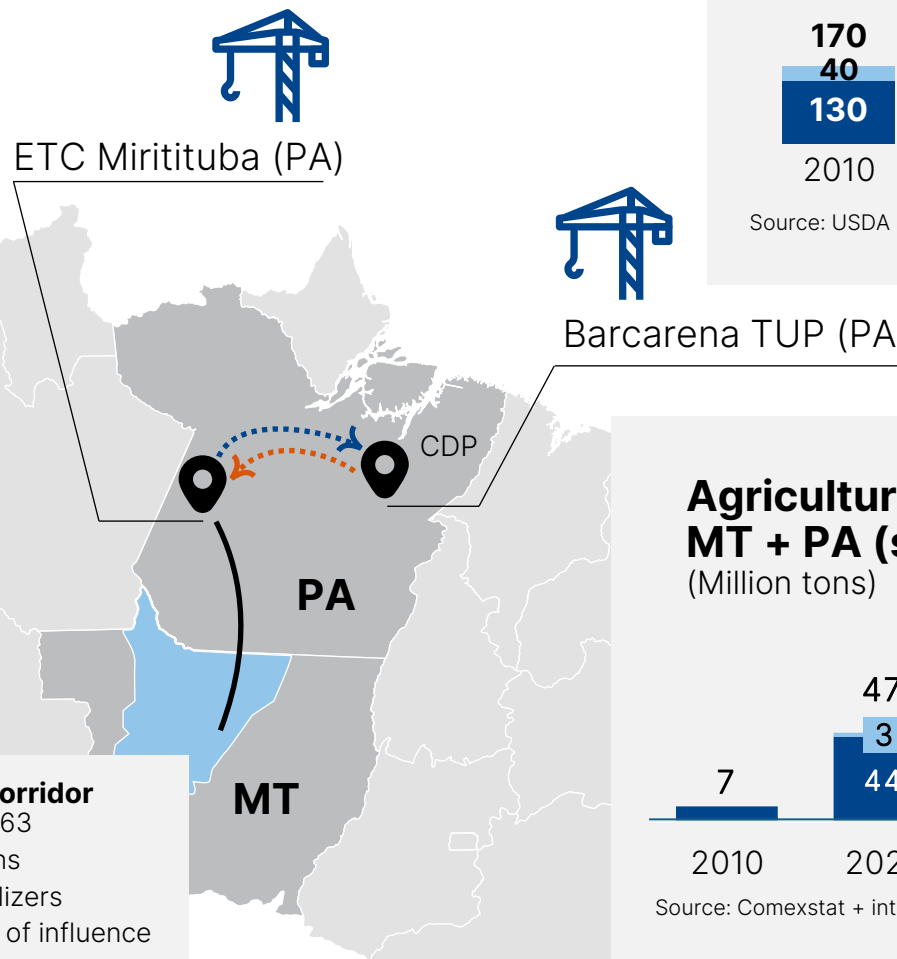 170
40
130
2010
Source: USDA
ETC Miritituba (PA)
Barcarena TUP (PA
CDP
PA
MT
orridor
63
ns
lizers
of influence
Agricultur
MT + PA (s
(Million tons)
47
3
7
44
2010
202
Source: Comexstat + int